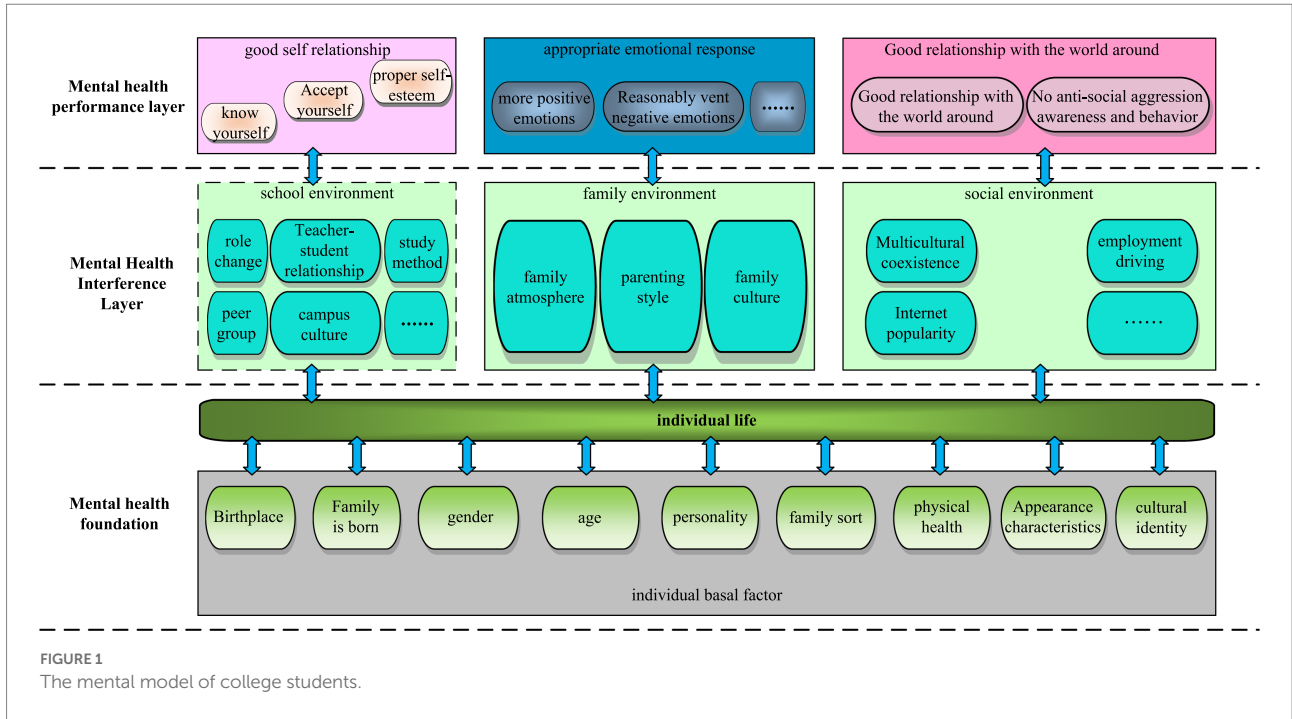 good self relationship
appropriate emotional response
Good relationship with the world around
Mental health
performance layer
know
yourself
Accept
yourself
proper self-
esteem
more positive
emotions
Reasonably vent
negative emotions
......
Good relationship with
the world around
No anti-social aggression
awareness and behavior
school environment
family environment
social environment
Mental Health
Interference
Layer
role
change
Teacher-
student
relationship
study
method
peer
group
campus
culture
......
family
atmosphere
parenting
style
family
culture
Multicultural
coexistence
employment
driving
Internet
popularity
......
individual life
Mental health
foundation
Birthplace
Family
is born
gender
age
personality
family sort
physical
health
Appearance
characteristics
cultural
identity
individual basal factor
FIGURE 1
The mental model of college students.